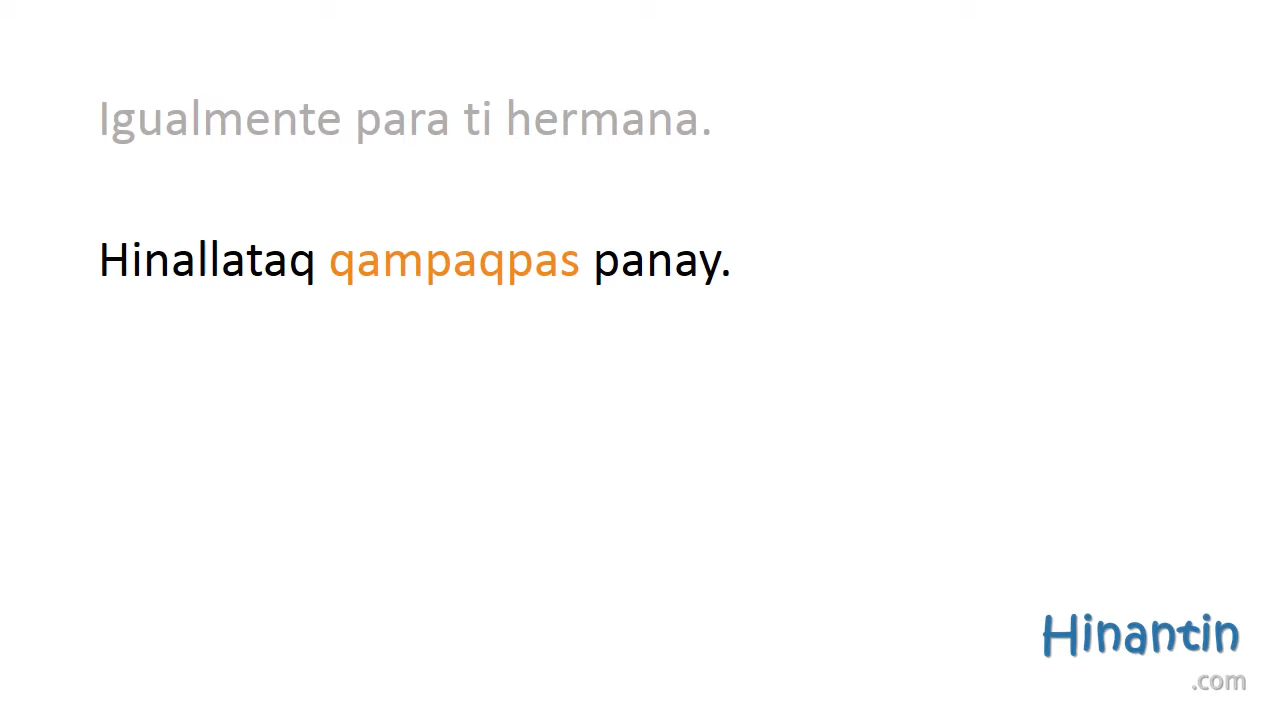 Igualmente para ti hermana.
Hinallataq qampaqpas panay.
Hinantin
.com